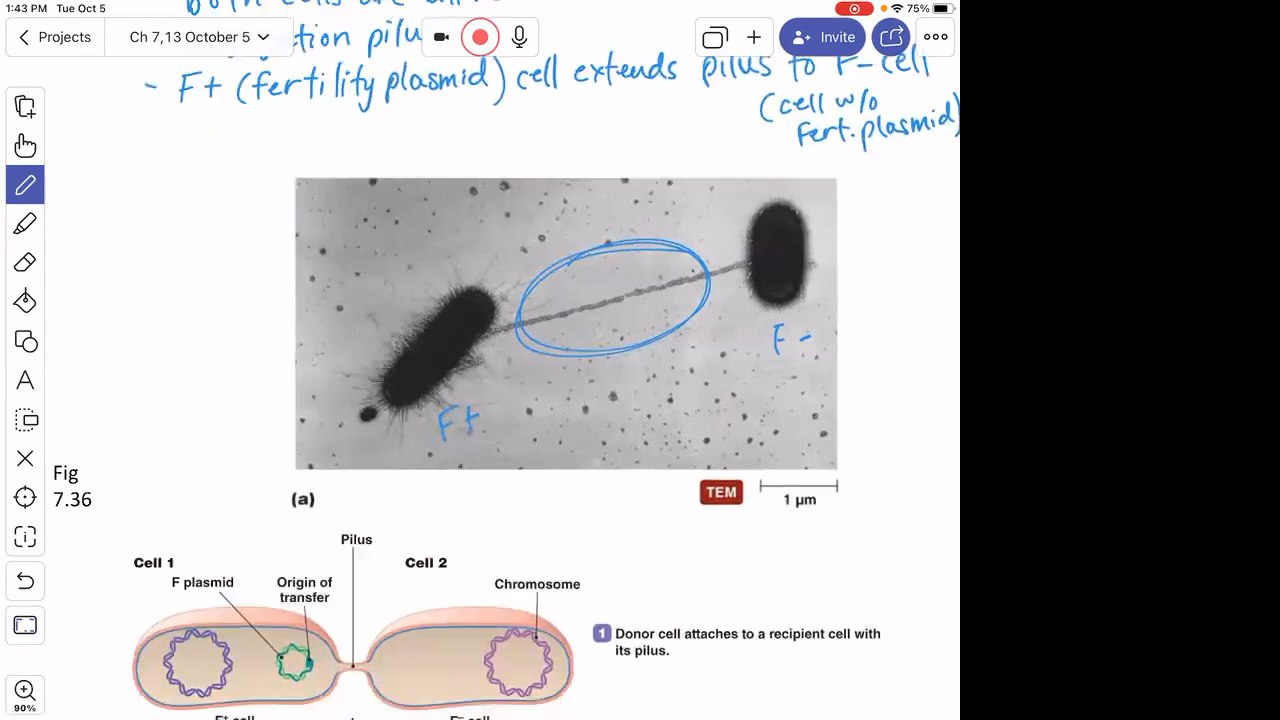 1:43 PM Tue Oct 5
75%
Projects
Ch 7,13 October 5
Invite
pilu
- F+ (fertility plasmid) cell extends pilus to F- cell
(cell w/o
Fert. plasmid)
F-
F+
Fig
7.36
(a)
TEM
1 µm
Pilus
Cell 1
Cell 2
F plasmid
Origin of
transfer
Chromosome
1 Donor cell attaches to a recipient cell with
its pilus.
A
90%